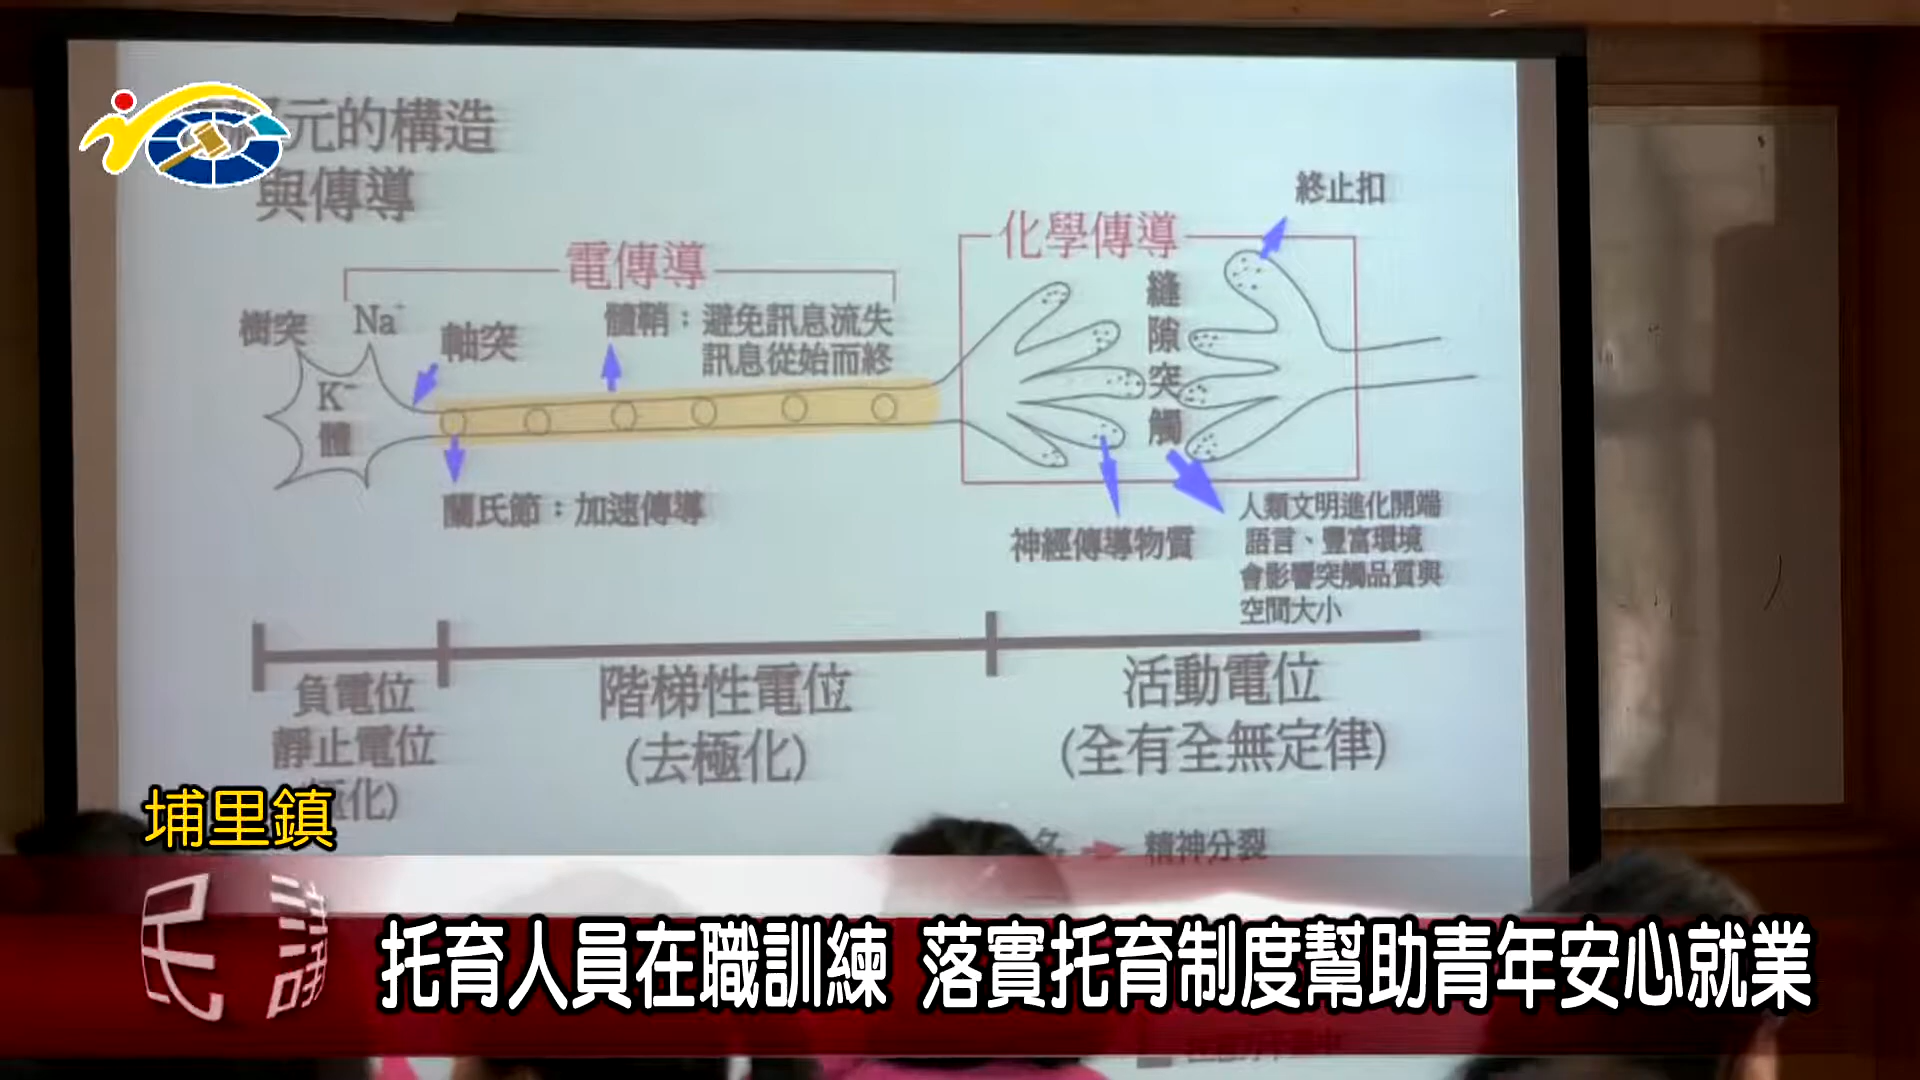 元的構造
與傳導
終止扣
化學傳導
電傳導
樹突
Na⁺
軸突
體鞘：避免訊息流失
訊息從始而終
縫隙突觸
K⁻
體
蘭氏節：加速傳導
神經傳導物質
人類文明進化開端
語言、豐富環境
會影響突觸品質與
空間大小
負電位
靜止電位
極化)
階梯性電位
(去極化)
活動電位
(全有全無定律)
精神分裂
埔里鎮
民議
托育人員在職訓練 落實托育制度幫助青年安心就業